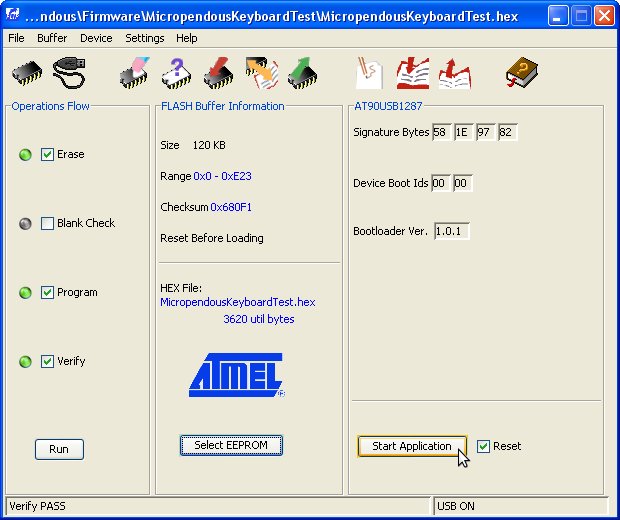 ...ndous\Firmware\MicropendousKeyboardTest\MicropendousKeyboardTest.hex
File Buffer Device Settings Help
Operations Flow
Erase
Blank Check
Program
Verify
Run
FLASH Buffer Information
Size 120 KB
Range 0x0 - 0xE23
Checksum 0x680F1
Reset Before Loading
HEX File:
MicropendousKeyboardTest.hex
3620 util bytes
ATMEL
Select EEPROM
AT90USB1287
Signature Bytes 58 1E 97 82
Device Boot Ids 00 00
Bootloader Ver. 1.0.1
Start Application Reset
Verify PASS USB ON